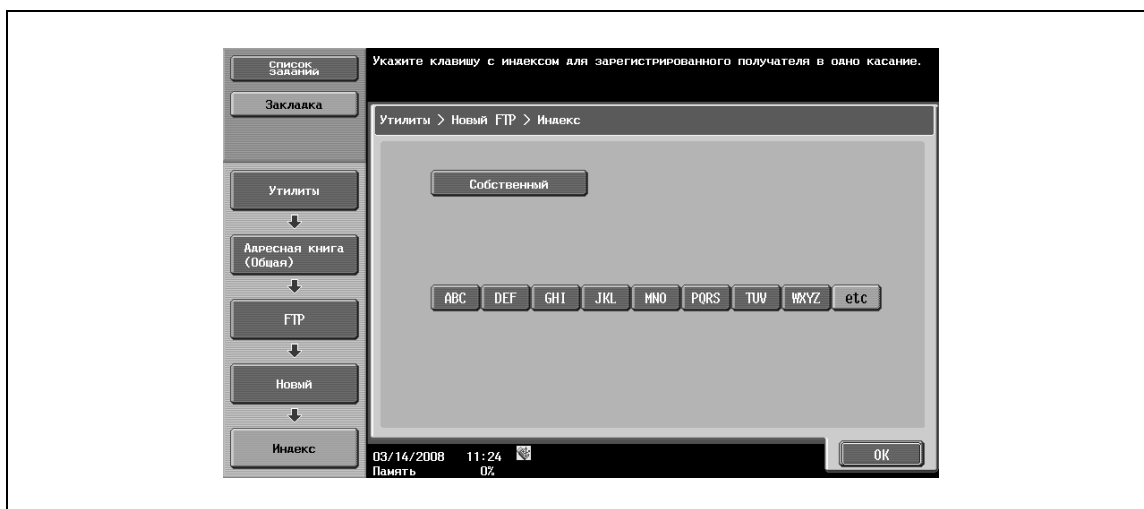 Список
заданий
Укажите клавишу с индексом для зарегистрированного получателя в одно касание.
Закладка
Утилиты > Новый FTP > Индекс
Собственный
Утилиты
Адресная книга
(Общая)
ABC DEF GHI JKL MNO PQRS TUV WXYZ etc
FTP
Новый
Индекс
03/14/2008 11:24
Память 0%
OK